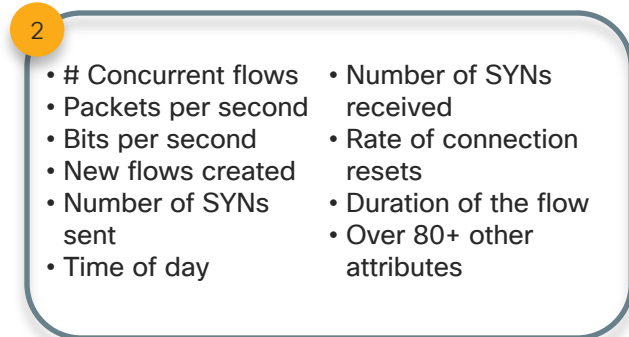 2
• # Concurrent flows
• Packets per second
• Bits per second
• New flows created
• Number of SYNs
sent
• Time of day
• Number of SYNs
received
• Rate of connection
resets
• Duration of the flow
• Over 80+ other
attributes